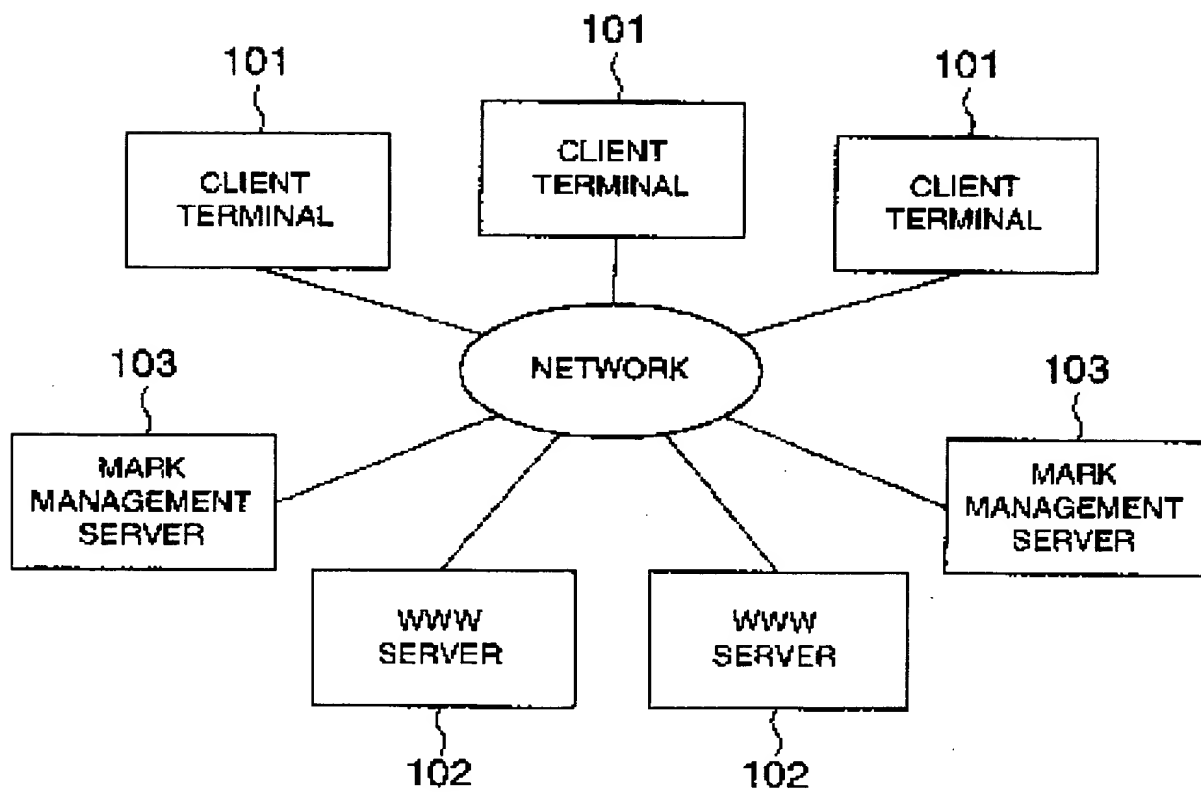 101
101
101
CLIENT
TERMINAL
CLIENT
TERMINAL
CLIENT
TERMINAL
NETWORK
103
103
MARK
MANAGEMENT
SERVER
MARK
MANAGEMENT
SERVER
WWW
SERVER
WWW
SERVER
102
102